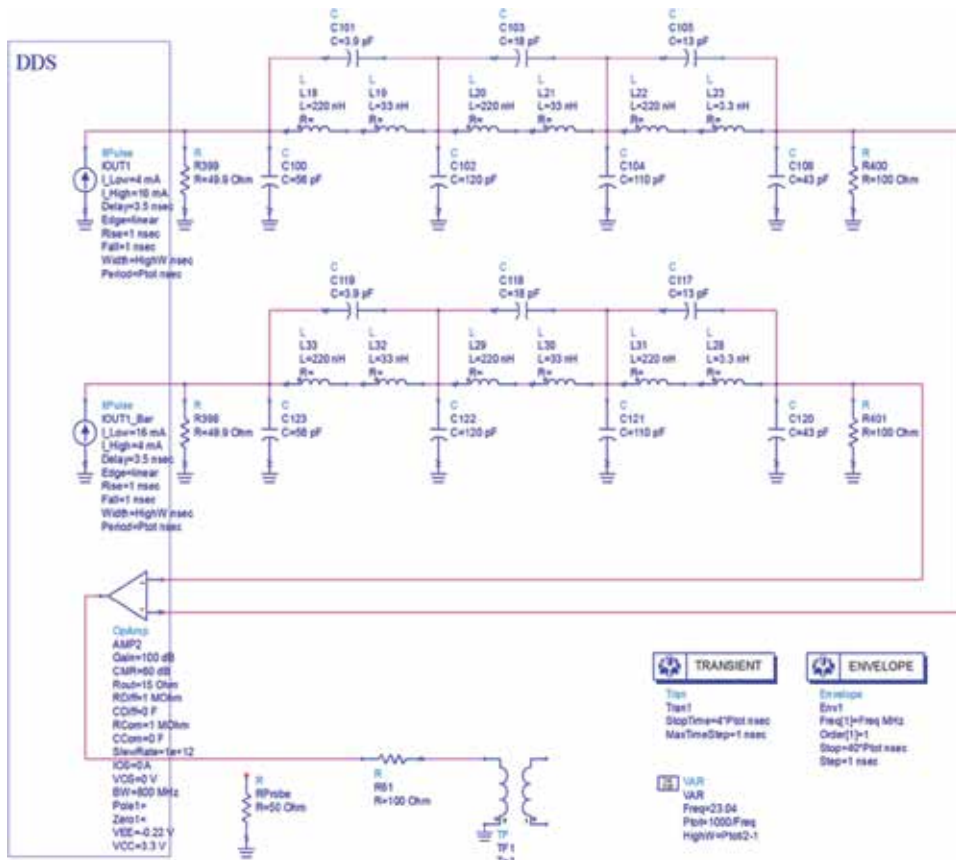 DDS
C
C101
C=3.9 pF
C
C103
C=18 pF
C
C105
C=13 pF
L
L18
L=220 nH
R=
L
L19
L=33 nH
R=
L
L20
L=220 nH
R=
L
L21
L=33 nH
R=
L
L22
L=220 nH
R=
L
L23
L=3.3 nH
R=
ItPulse
IOUT1
I_Low=4 mA
I_High=16 mA
Delay=3.5 nsec
Edge=linear
Rise=1 nsec
Fall=1 nsec
Width=HighW nsec
Period=Ptot nsec
R
R399
R=49.9 Ohm
C
C100
C=56 pF
C
C102
C=120 pF
C
C104
C=110 pF
C
C106
C=43 pF
R
R400
R=100 Ohm
C
C119
C=3.9 pF
C
C118
C=18 pF
C
C117
C=13 pF
L
L33
L=220 nH
R=
L
L32
L=33 nH
R=
L
L29
L=220 nH
R=
L
L30
L=33 nH
R=
L
L31
L=220 nH
R=
L
L28
L=3.3 nH
R=
ItPulse
IOUT1_Bar
I_Low=16 mA
I_High=4 mA
Delay=3.5 nsec
Edge=linear
Rise=1 nsec
Fall=1 nsec
Width=HighW nsec
Period=Ptot nsec
R
R398
R=49.9 Ohm
C
C123
C=56 pF
C
C122
C=120 pF
C
C121
C=110 pF
C
C120
C=43 pF
R
R401
R=100 Ohm
OpAmp
AMP2
Gain=100 dB
CMR=60 dB
Rout=15 Ohm
RDiff=1 MOhm
CDiff=0 F
RCom=1 MOhm
CCom=0 F
SlewRate=1e+12
IOS=0 A
VOS=0 V
BW=800 MHz
Pole1=
Zero1=
VEE=-0.22 V
VCC=3.3 V
R
RProbe
R=50 Ohm
R
R61
R=100 Ohm
TF
TF1
TRANSIENT
Tran
Tran1
StopTime=4*Ptot nsec
MaxTimeStep=1 nsec
ENVELOPE
Envelope
Env1
Freq[1]=Freq MHz
Order[1]=1
Stop=40*Ptot nsec
Step=1 nsec
VAR
VAR
Freq=23.04
Ptot=1000/Freq
HighW=Ptot/2-1